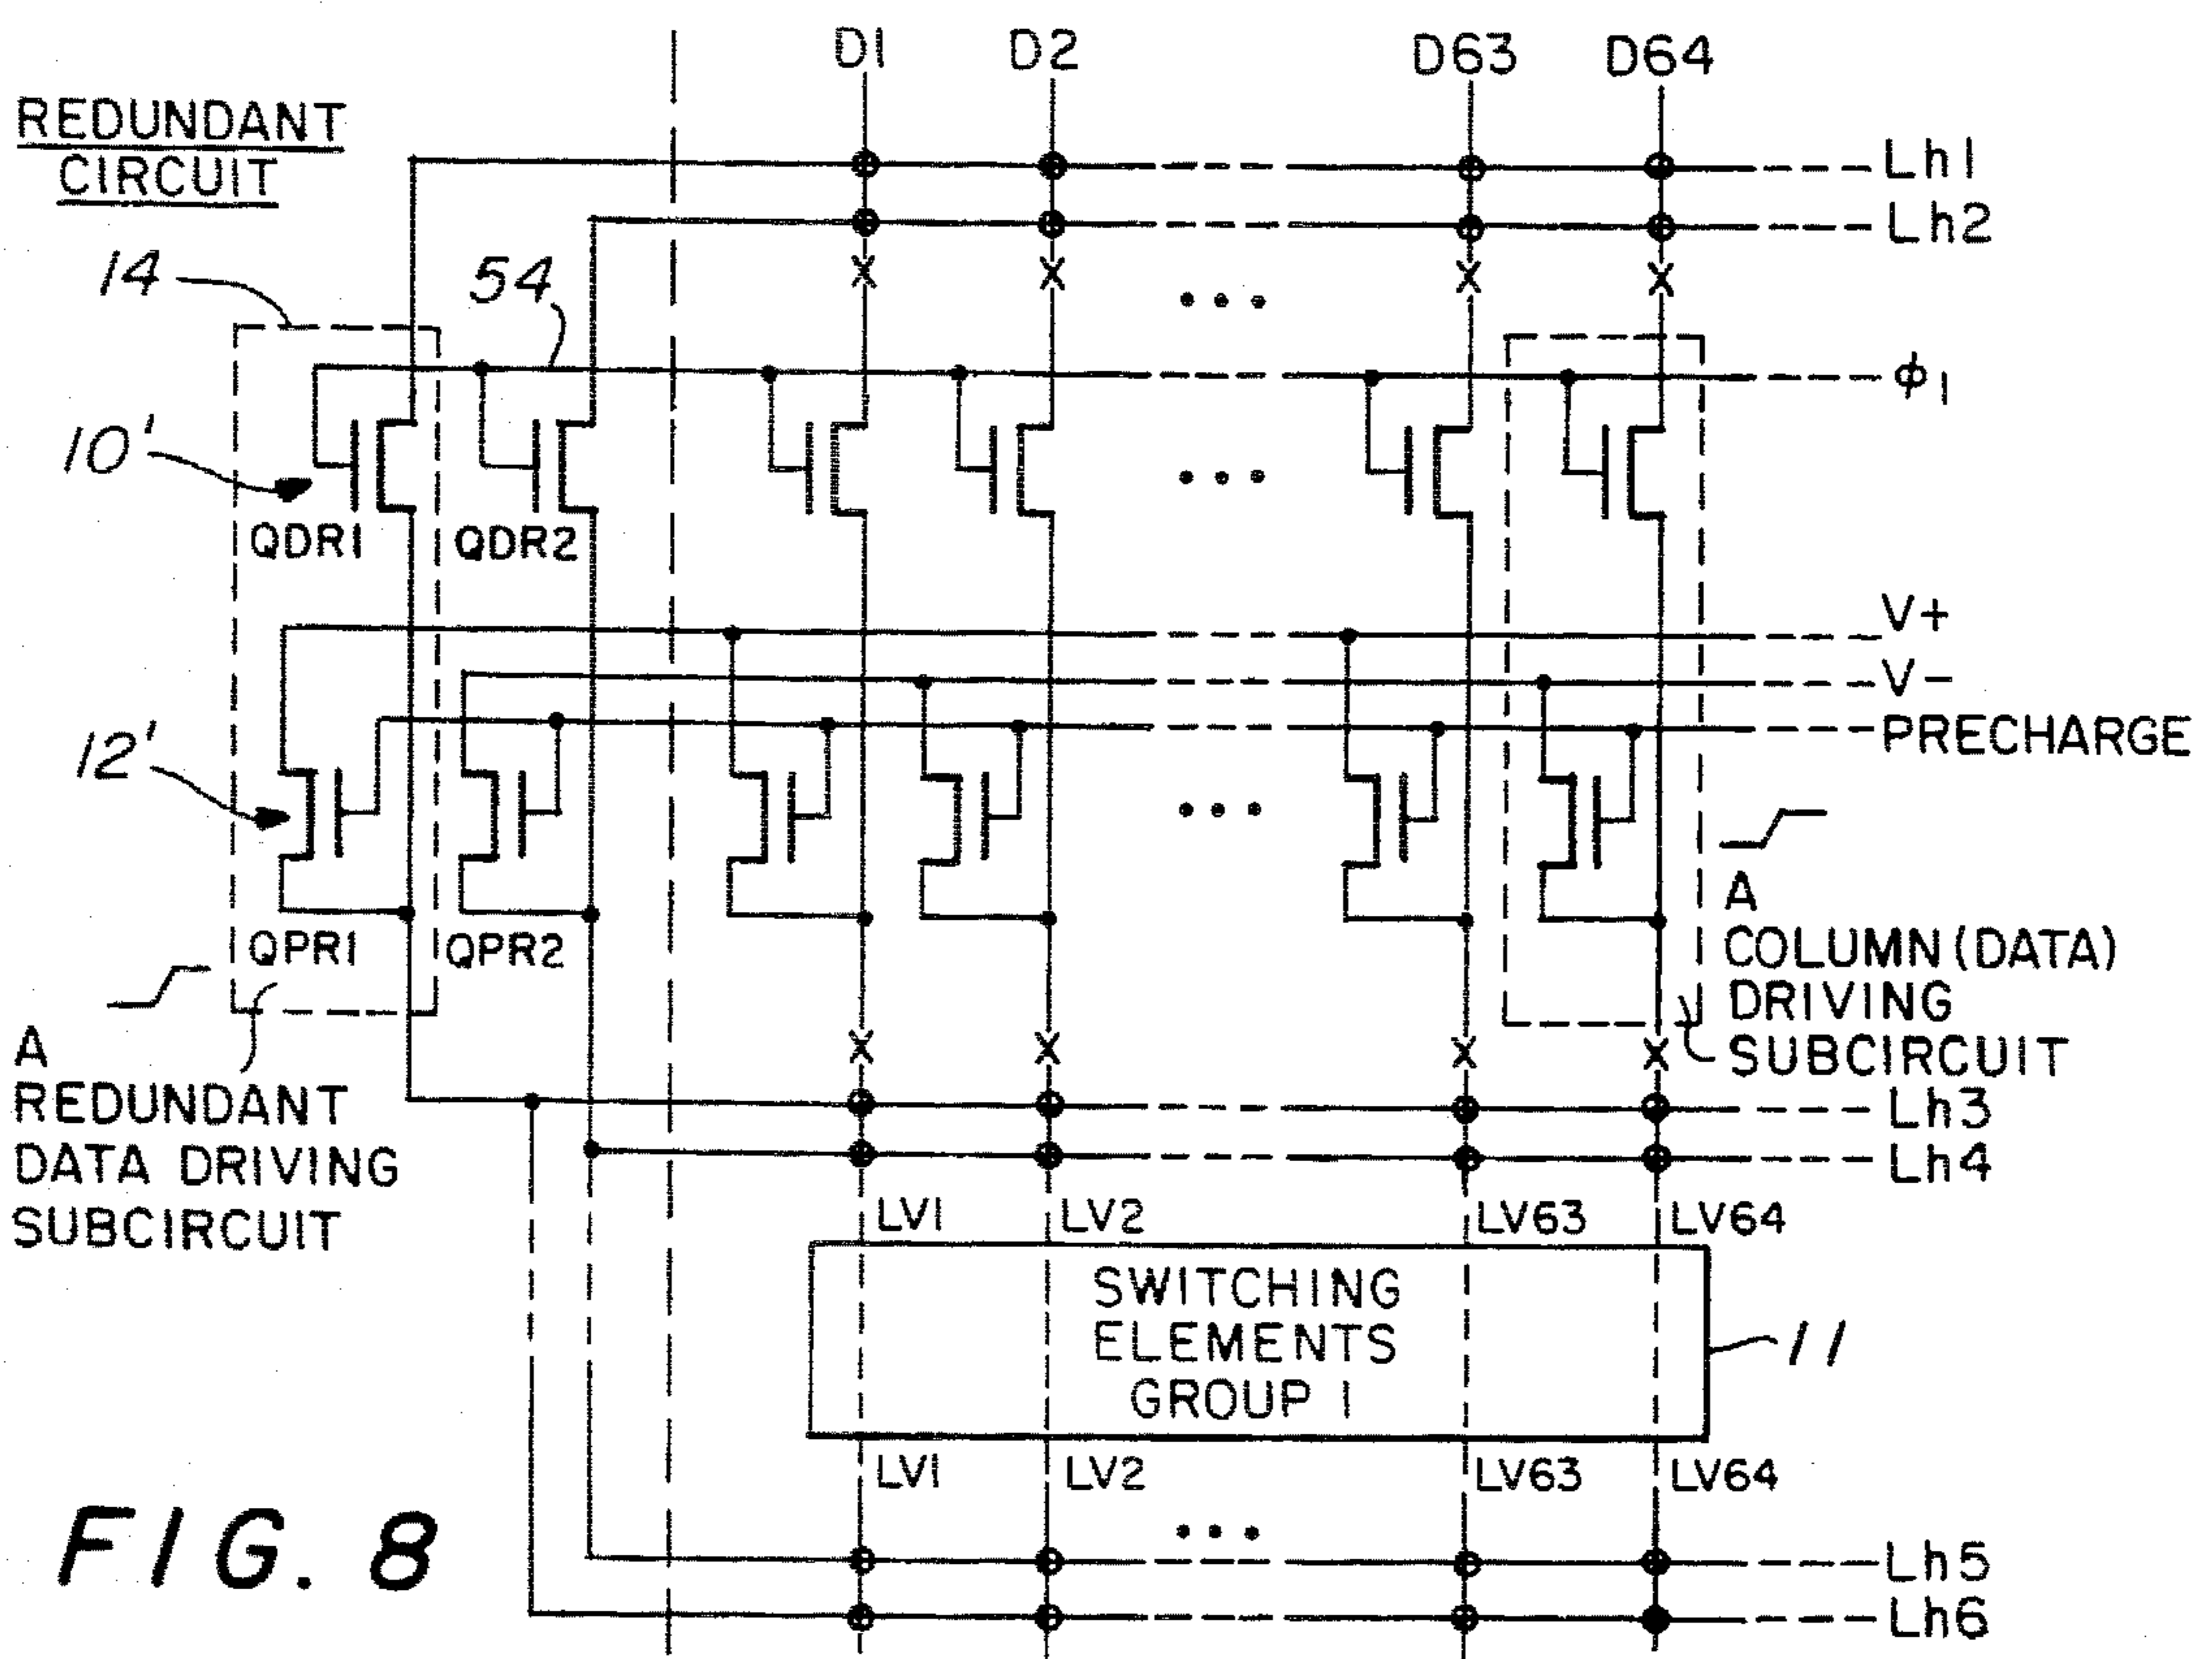 D1 D2 D63 D64
REDUNDANT
CIRCUIT
Lh1
Lh2
14
54
ϕ1
10'
QDR1 QDR2
V+
V-
PRECHARGE
12'
QPR1 QPR2
A
COLUMN (DATA)
DRIVING
SUBCIRCUIT
A
REDUNDANT
DATA DRIVING
SUBCIRCUIT
Lh3
Lh4
LV1 LV2 LV63 LV64
SWITCHING
ELEMENTS
GROUP 1
11
LV1 LV2 LV63 LV64
Lh5
Lh6
FIG. 8